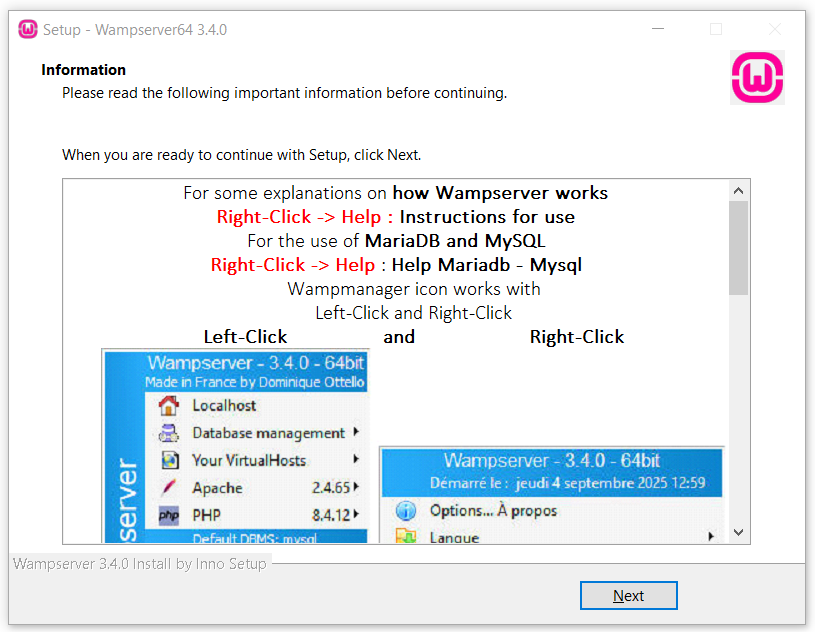 Setup - Wampserver64 3.4.0
Information
Please read the following important information before continuing.
When you are ready to continue with Setup, click Next.
For some explanations on how Wampserver works
Right-Click -> Help : Instructions for use
For the use of MariaDB and MySQL
Right-Click -> Help : Help Mariadb - Mysql
Wampmanager icon works with
Left-Click and Right-Click
Left-Click and Right-Click
Wampserver - 3.4.0 - 64bit
Made in France by Dominique Ottello
Localhost
Database management
Your VirtualHosts
Apache 2.4.65
PHP 8.4.12
Default DBMS: mysql
server
Wampserver - 3.4.0 - 64bit
Démarré le : jeudi 4 septembre 2025 12:59
Options... À propos
Langue
Wampserver 3.4.0 Install by Inno Setup
Next